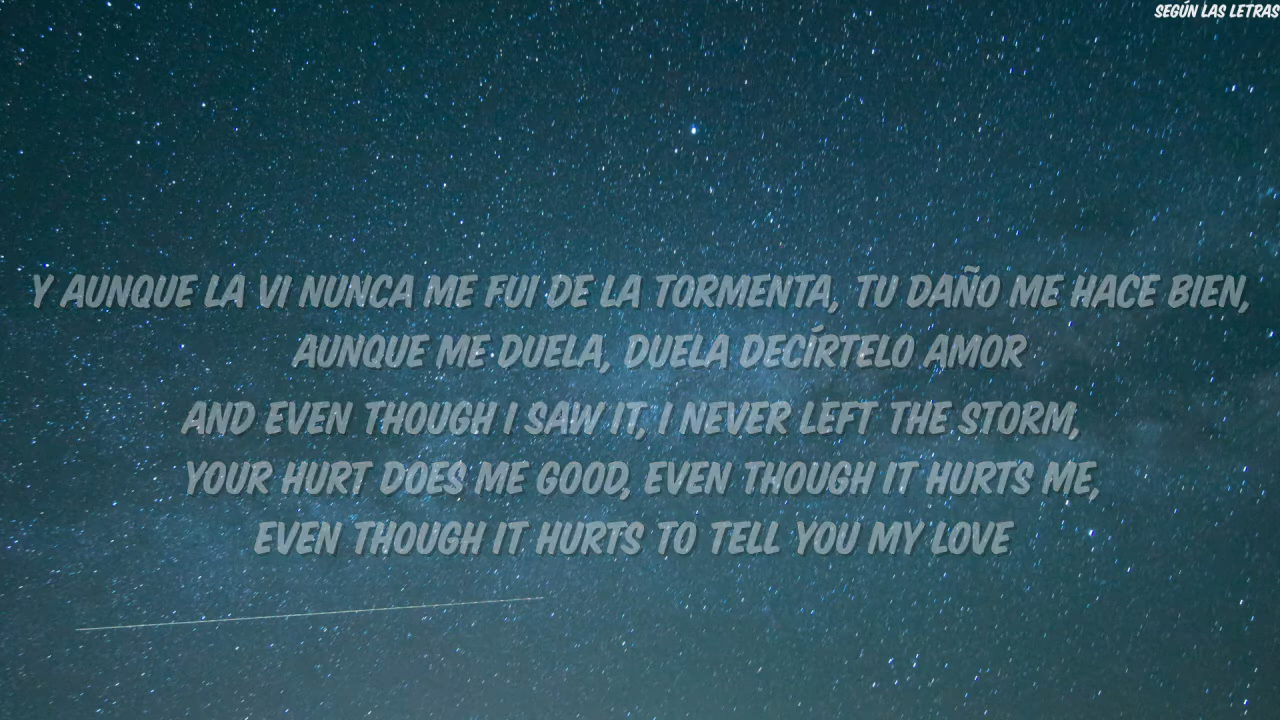 SEGÚN LAS LETRAS
Y AUNQUE LA VI NUNCA ME FUI DE LA TORMENTA, TU DAÑO ME HACE BIEN,
AUNQUE ME DUELA, DUELA DECÍRTELO AMOR
AND EVEN THOUGH I SAW IT, I NEVER LEFT THE STORM,
YOUR HURT DOES ME GOOD, EVEN THOUGH IT HURTS ME,
EVEN THOUGH IT HURTS TO TELL YOU MY LOVE